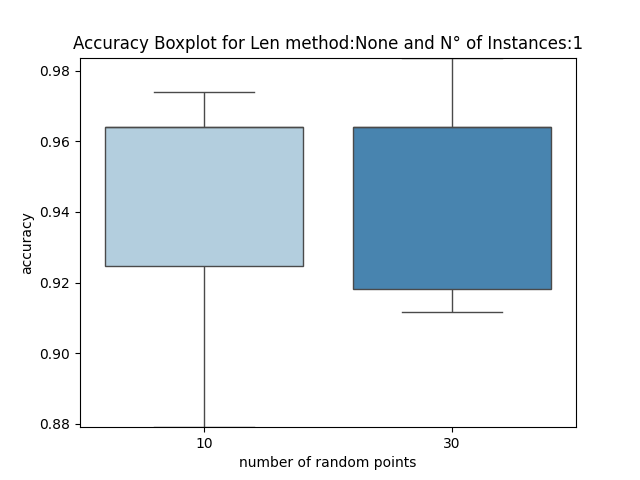 Accuracy Boxplot for Len method:None and N° of Instances:1
0.98
0.96
0.94
0.92
0.90
0.88
accuracy
10 30
number of random points